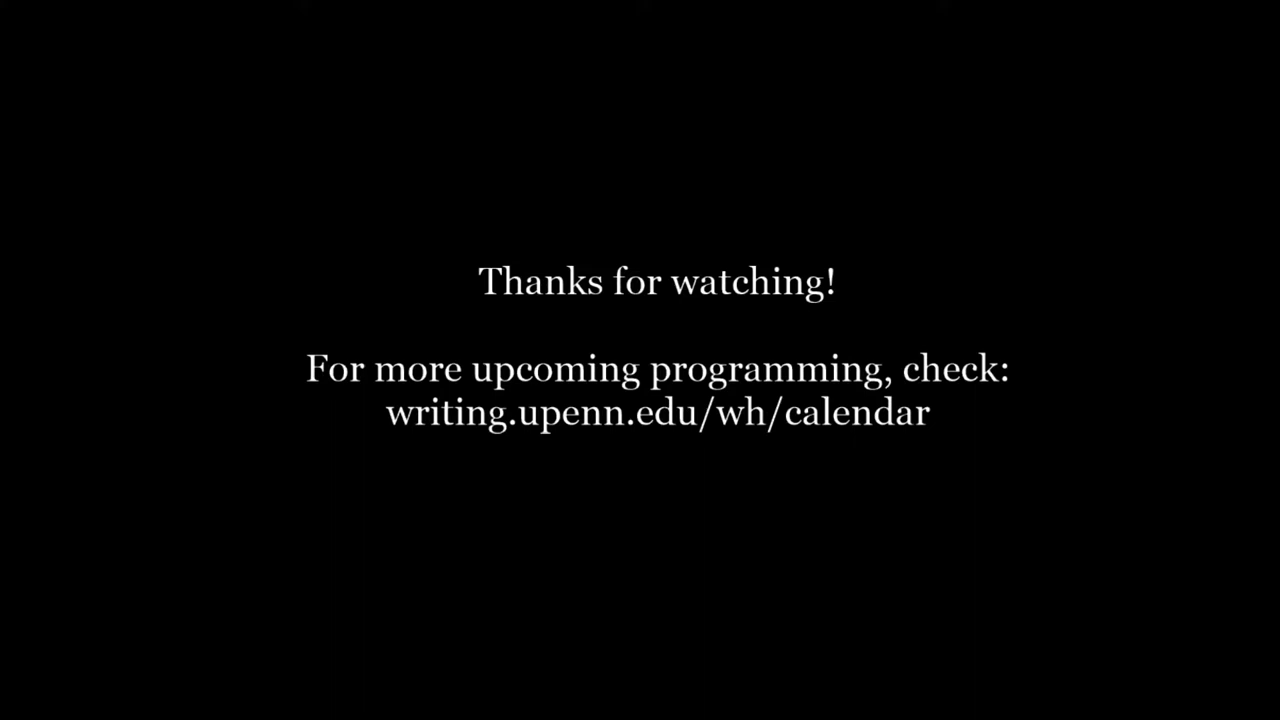 Thanks for watching!
For more upcoming programming, check:
writing.upenn.edu/wh/calendar